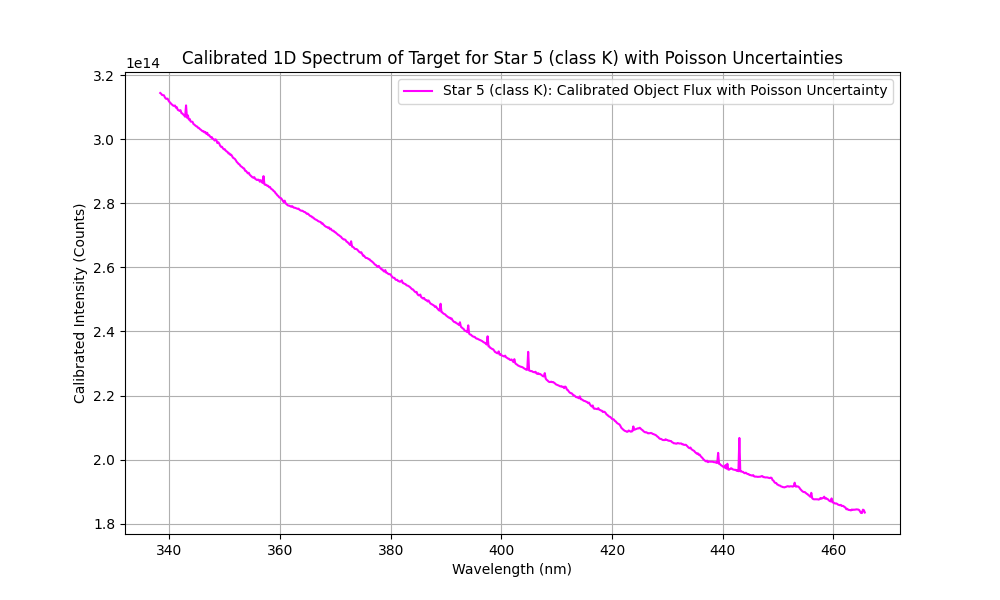 Calibrated 1D Spectrum of Target for Star 5 (class K) with Poisson Uncertainties
1e14
Star 5 (class K): Calibrated Object Flux with Poisson Uncertainty
3.2
3.0
2.8
2.6
2.4
2.2
2.0
1.8
Calibrated Intensity (Counts)
340 360 380 400 420 440 460
Wavelength (nm)